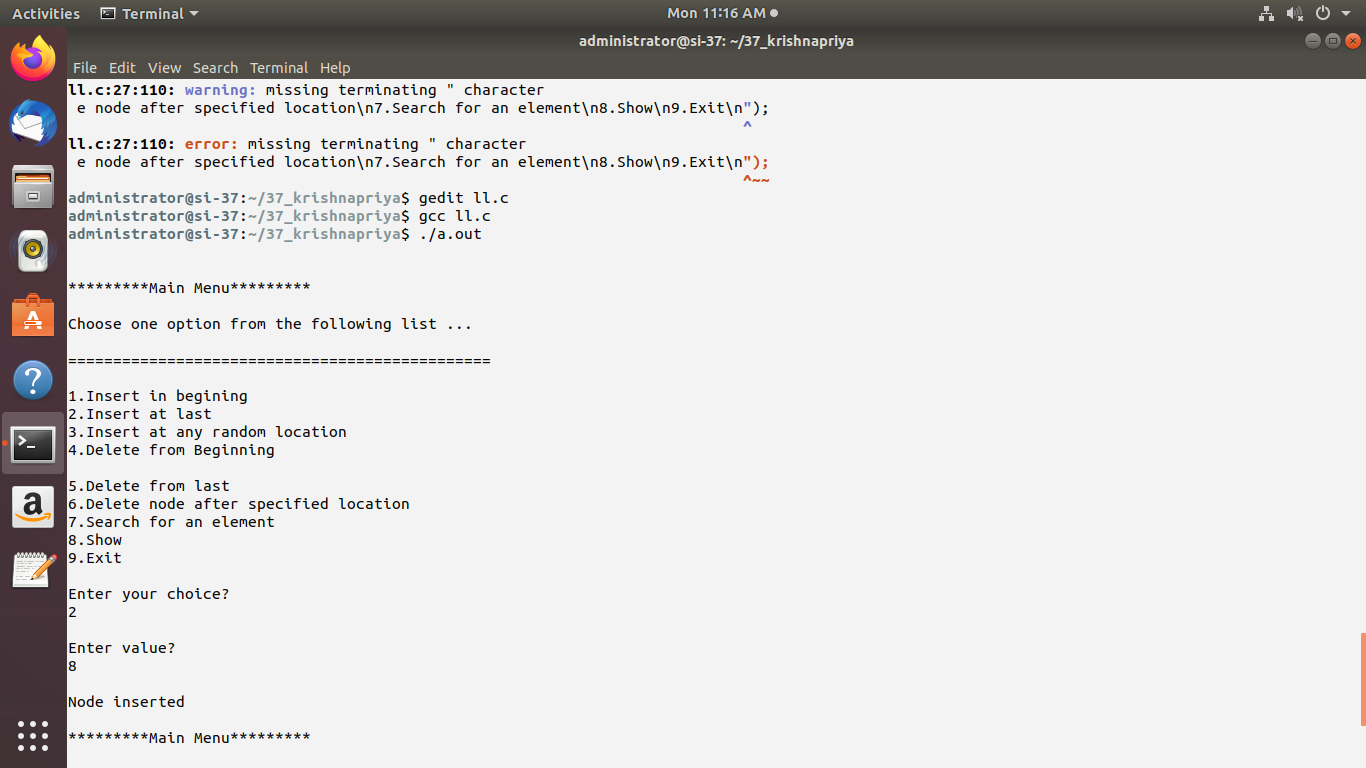 Activities Terminal Mon 11:16 AM
administrator@si-37: ~/37_krishnapriya
File Edit View Search Terminal Help
ll.c:27:110: warning: missing terminating " character
e node after specified location\n7.Search for an element\n8.Show\n9.Exit\n");
^
ll.c:27:110: error: missing terminating " character
e node after specified location\n7.Search for an element\n8.Show\n9.Exit\n");
^~~
administrator@si-37:~/37_krishnapriya$ gedit ll.c
administrator@si-37:~/37_krishnapriya$ gcc ll.c
administrator@si-37:~/37_krishnapriya$ ./a.out
*********Main Menu*********
Choose one option from the following list ...
===============================================
1.Insert in begining
2.Insert at last
3.Insert at any random location
4.Delete from Beginning
5.Delete from last
6.Delete node after specified location
7.Search for an element
8.Show
9.Exit
Enter your choice?
2
Enter value?
8
Node inserted
*********Main Menu*********